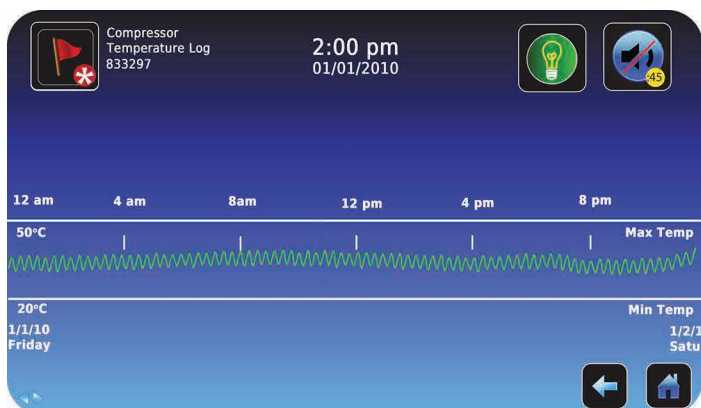 Compressor
Temperature Log
833297
2:00 pm
01/01/2010
:45
12 am 4 am 8am 12 pm 4 pm 8 pm
50°C Max Temp
20°C Min Temp
1/1/10 1/2/1
Friday Satu